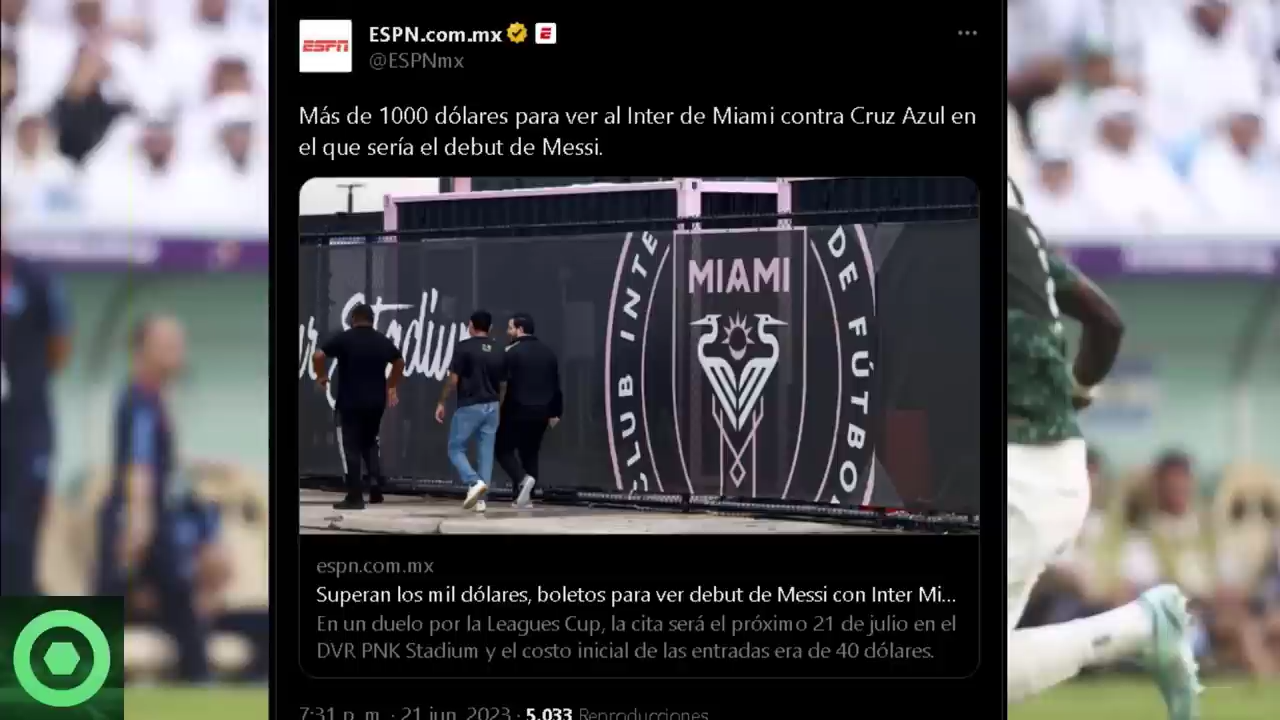 ESPN
ESPN.com.mx
@ESPNmx
Más de 1000 dólares para ver al Inter de Miami contra Cruz Azul en
el que sería el debut de Messi.
Stadium
CLUB INTE
MIAMI
DE FÚTBO
espn.com.mx
Superan los mil dólares, boletos para ver debut de Messi con Inter Mi...
En un duelo por la Leagues Cup, la cita será el próximo 21 de julio en el
DVR PNK Stadium y el costo inicial de las entradas era de 40 dólares.
7:31 p. m. · 21 jun. 2023 · 5,033 Reproducciones